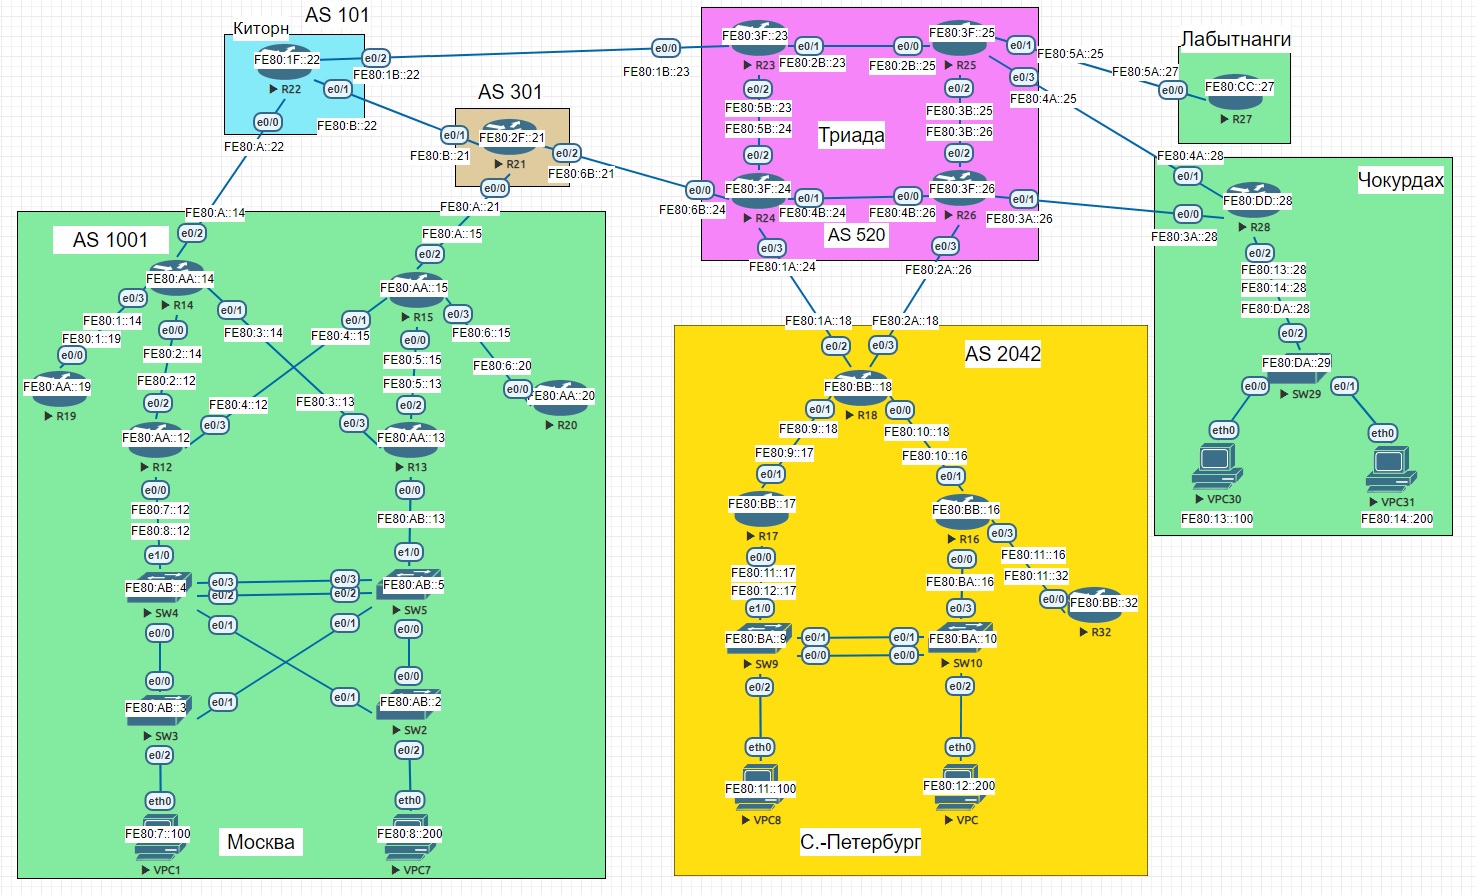 AS 101
Киторн
FE80:1F::22
R22
e0/2
FE80:1B::22
e0/1
FE80:B::22
e0/0
FE80:A::22
AS 301
e0/1
FE80:B::21
FE80:2F::21
R21
e0/2
FE80:6B::21
e0/0
FE80:A::21
e0/0
FE80:1B::23
FE80:3F::23
R23
e0/1
FE80:2B::23
e0/0
FE80:2B::25
FE80:3F::25
R25
e0/1
FE80:5A::25
e0/3
FE80:4A::25
e0/2
FE80:5B::23
FE80:5B::24
e0/2
e0/2
FE80:3B::25
FE80:3B::26
e0/2
Триада
e0/0
FE80:6B::24
FE80:3F::24
R24
e0/1
FE80:4B::24
e0/0
FE80:4B::26
FE80:3F::26
R26
e0/1
FE80:3A::26
AS 520
e0/3
FE80:1A::24
e0/3
FE80:2A::26
Лабытнанги
FE80:5A::27
e0/0
FE80:CC::27
R27
Чокурдах
FE80:4A::28
e0/1
FE80:DD::28
R28
e0/0
FE80:3A::28
e0/2
FE80:13::28
FE80:14::28
FE80:DA::28
e0/2
FE80:DA::29
SW29
e0/0
e0/1
eth0
eth0
VPC30
VPC31
FE80:13::100
FE80:14::200
AS 1001
FE80:A::14
e0/2
FE80:AA::14
R14
e0/3
FE80:1::14
FE80:1::19
e0/0
FE80:AA::19
R19
e0/0
FE80:2::14
FE80:2::12
e0/2
e0/1
FE80:3::14
FE80:3::13
e0/3
FE80:A::15
e0/2
FE80:AA::15
R15
e0/1
FE80:4::15
FE80:4::12
e0/3
e0/0
FE80:5::15
FE80:5::13
e0/2
e0/3
FE80:6::15
FE80:6::20
e0/0
FE80:AA::20
R20
FE80:AA::12
R12
FE80:AA::13
R13
e0/0
FE80:7::12
FE80:8::12
e1/0
e0/0
FE80:AB::13
e1/0
FE80:AB::4
SW4
e0/3
e0/2
e0/3
e0/2
FE80:AB::5
SW5
e0/0
e0/1
e0/1
e0/0
e0/0
e0/1
e0/1
e0/0
FE80:AB::3
SW3
FE80:AB::2
SW2
e0/2
e0/2
eth0
eth0
FE80:7::100
VPC1
FE80:8::200
VPC7
Москва
AS 2042
FE80:1A::18
FE80:2A::18
e0/2
e0/3
FE80:BB::18
R18
e0/1
FE80:9::18
FE80:9::17
e0/1
e0/0
FE80:10::18
FE80:10::16
e0/1
FE80:BB::17
R17
FE80:BB::16
R16
e0/0
FE80:11::17
FE80:12::17
e1/0
e0/0
FE80:BA::16
e0/3
e0/3
FE80:11::16
FE80:11::32
e0/0
FE80:BB::32
R32
FE80:BA::9
SW9
e0/1
e0/0
e0/1
e0/0
FE80:BA::10
SW10
e0/2
e0/2
eth0
eth0
FE80:11::100
VPC8
FE80:12::200
VPC
С.-Петербург